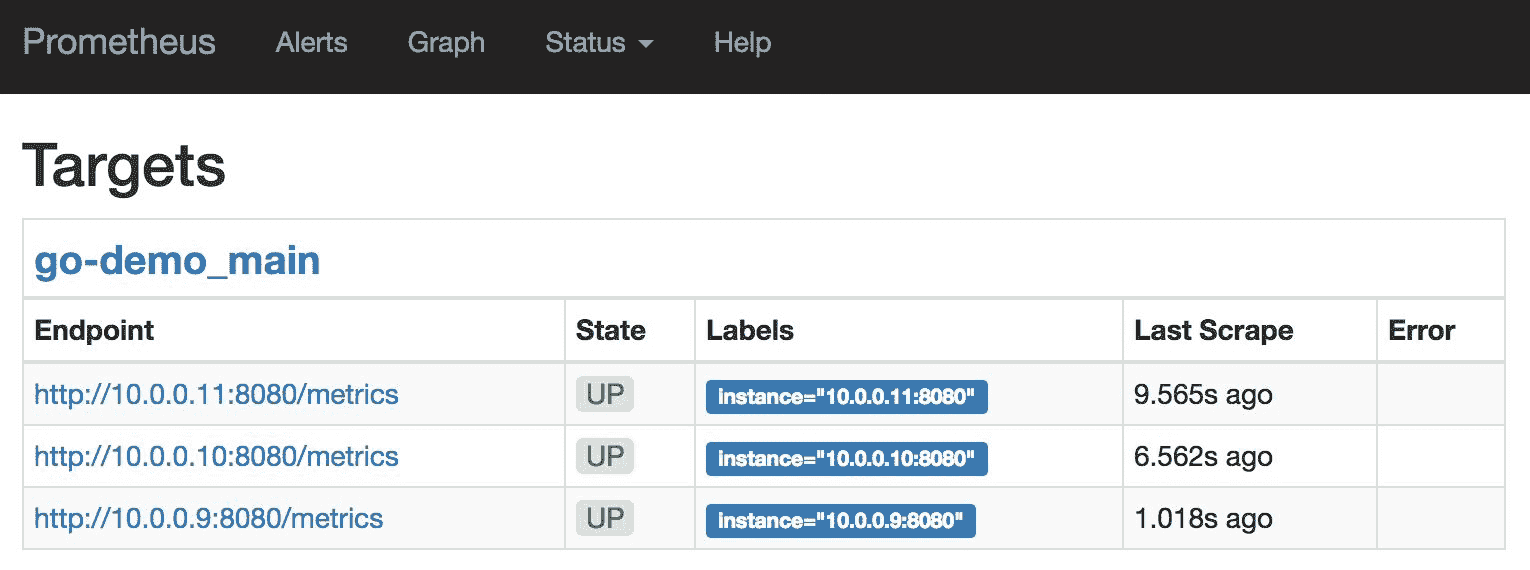 Prometheus Alerts Graph Status Help
Targets
go-demo_main
Endpoint State Labels Last Scrape Error
http://10.0.0.11:8080/metrics UP instance="10.0.0.11:8080" 9.565s ago
http://10.0.0.10:8080/metrics UP instance="10.0.0.10:8080" 6.562s ago
http://10.0.0.9:8080/metrics UP instance="10.0.0.9:8080" 1.018s ago